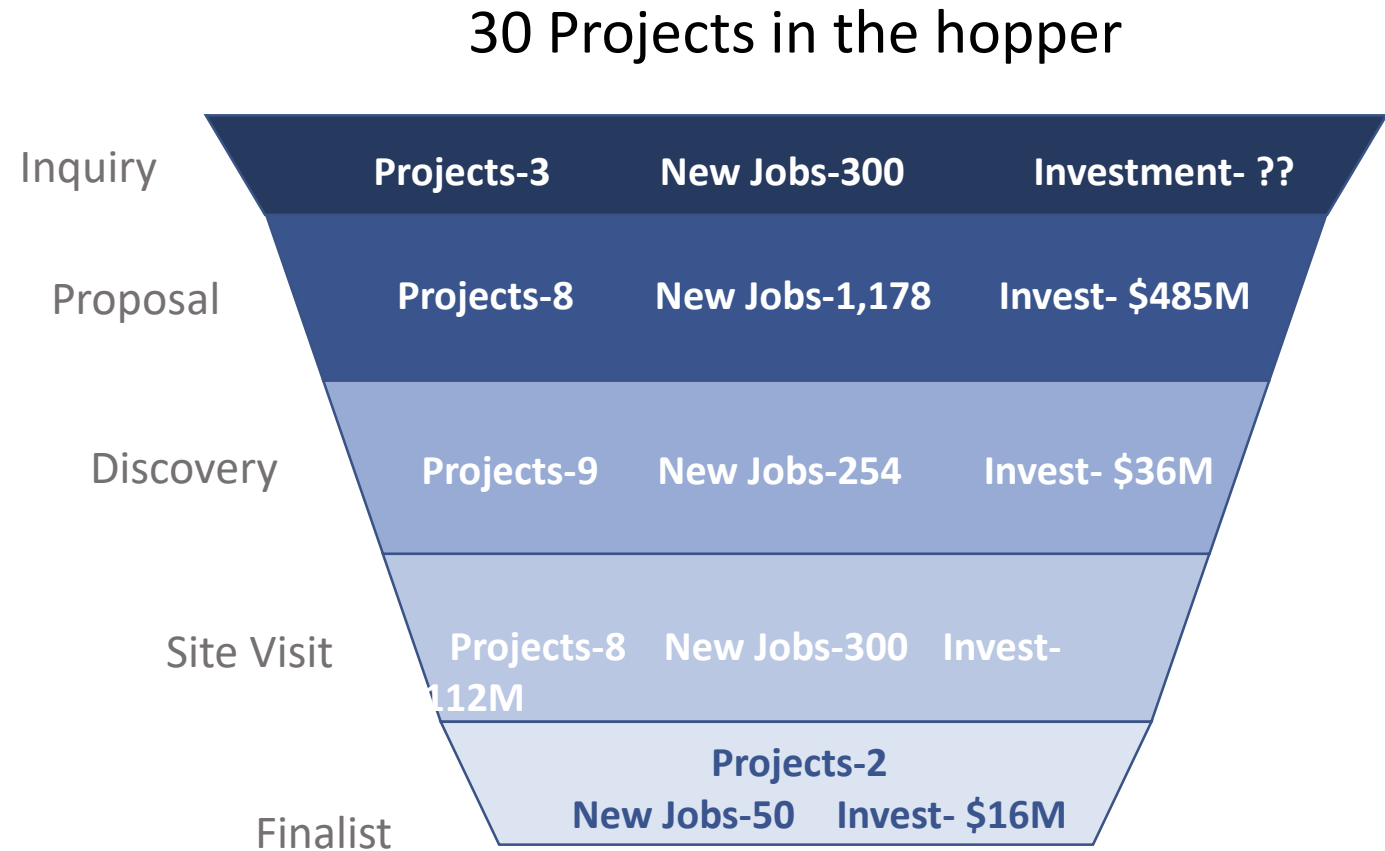 30 Projects in the hopper
Inquiry Projects-3 New Jobs-300 Investment- ??
Proposal Projects-8 New Jobs-1,178 Invest- $485M
Discovery Projects-9 New Jobs-254 Invest- $36M
Site Visit Projects-8 New Jobs-300 Invest-
112M
Projects-2
New Jobs-50 Invest- $16M
Finalist